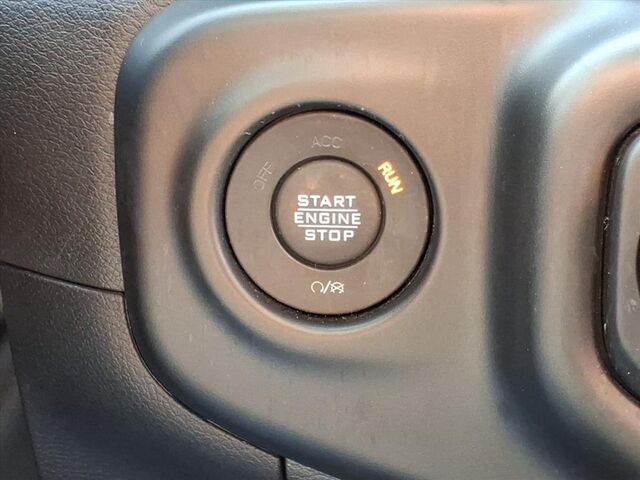 OFF
ACC
RUN
START
ENGINE
STOP